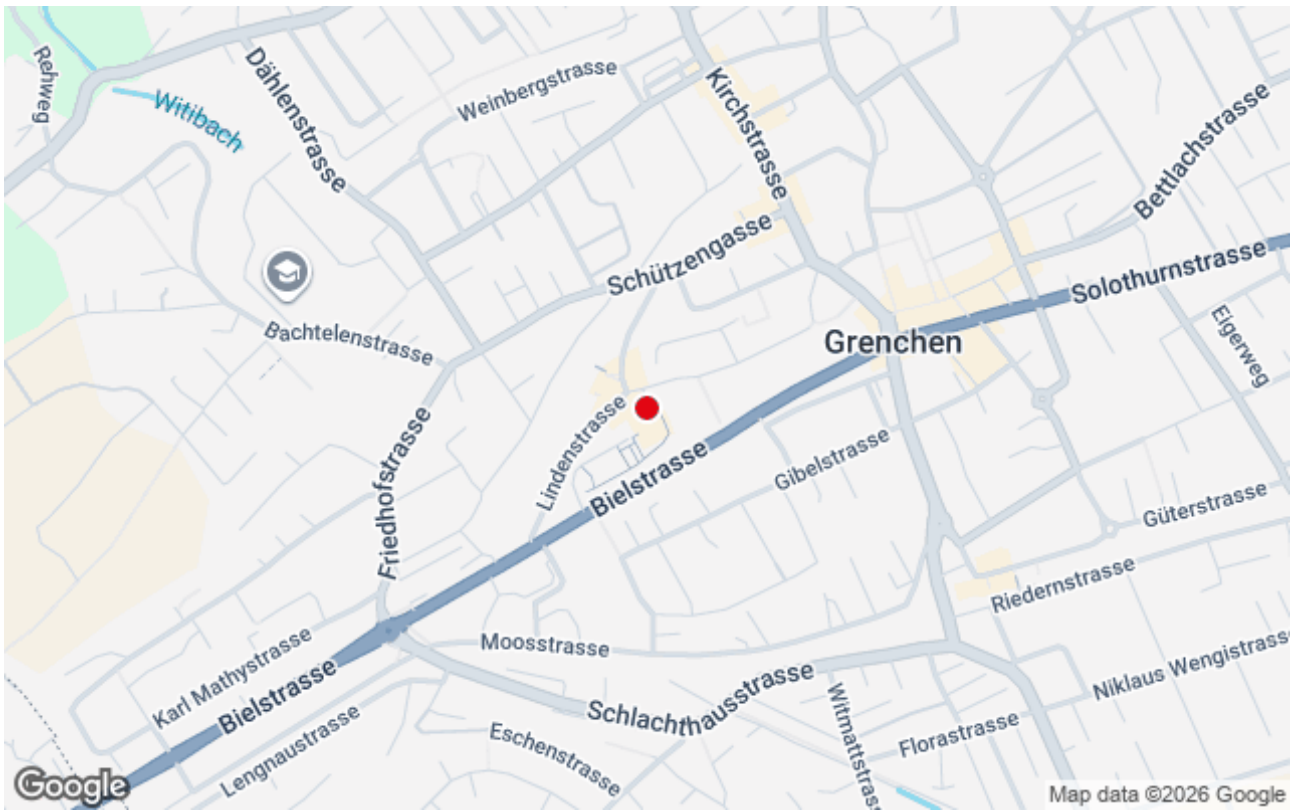 Rehweg
Witibach
Dählenstrasse
Weinbergstrasse
Kirchstrasse
Bettlachstrasse
Schützengasse
Solothurnstrasse
Bachtelenstrasse
Grenchen
Eigerweg
Lindenstrasse
Friedhofstrasse
Bielstrasse
Gibelstrasse
Güterstrasse
Riedernstrasse
Moosstrasse
Karl Mathystrasse
Bielstrasse
Niklaus Wengistrasse
Schlachthausstrasse
Witmattstras
Lengnaustrasse
Eschenstrasse
Florastrasse
Google
Map data ©2026 Google